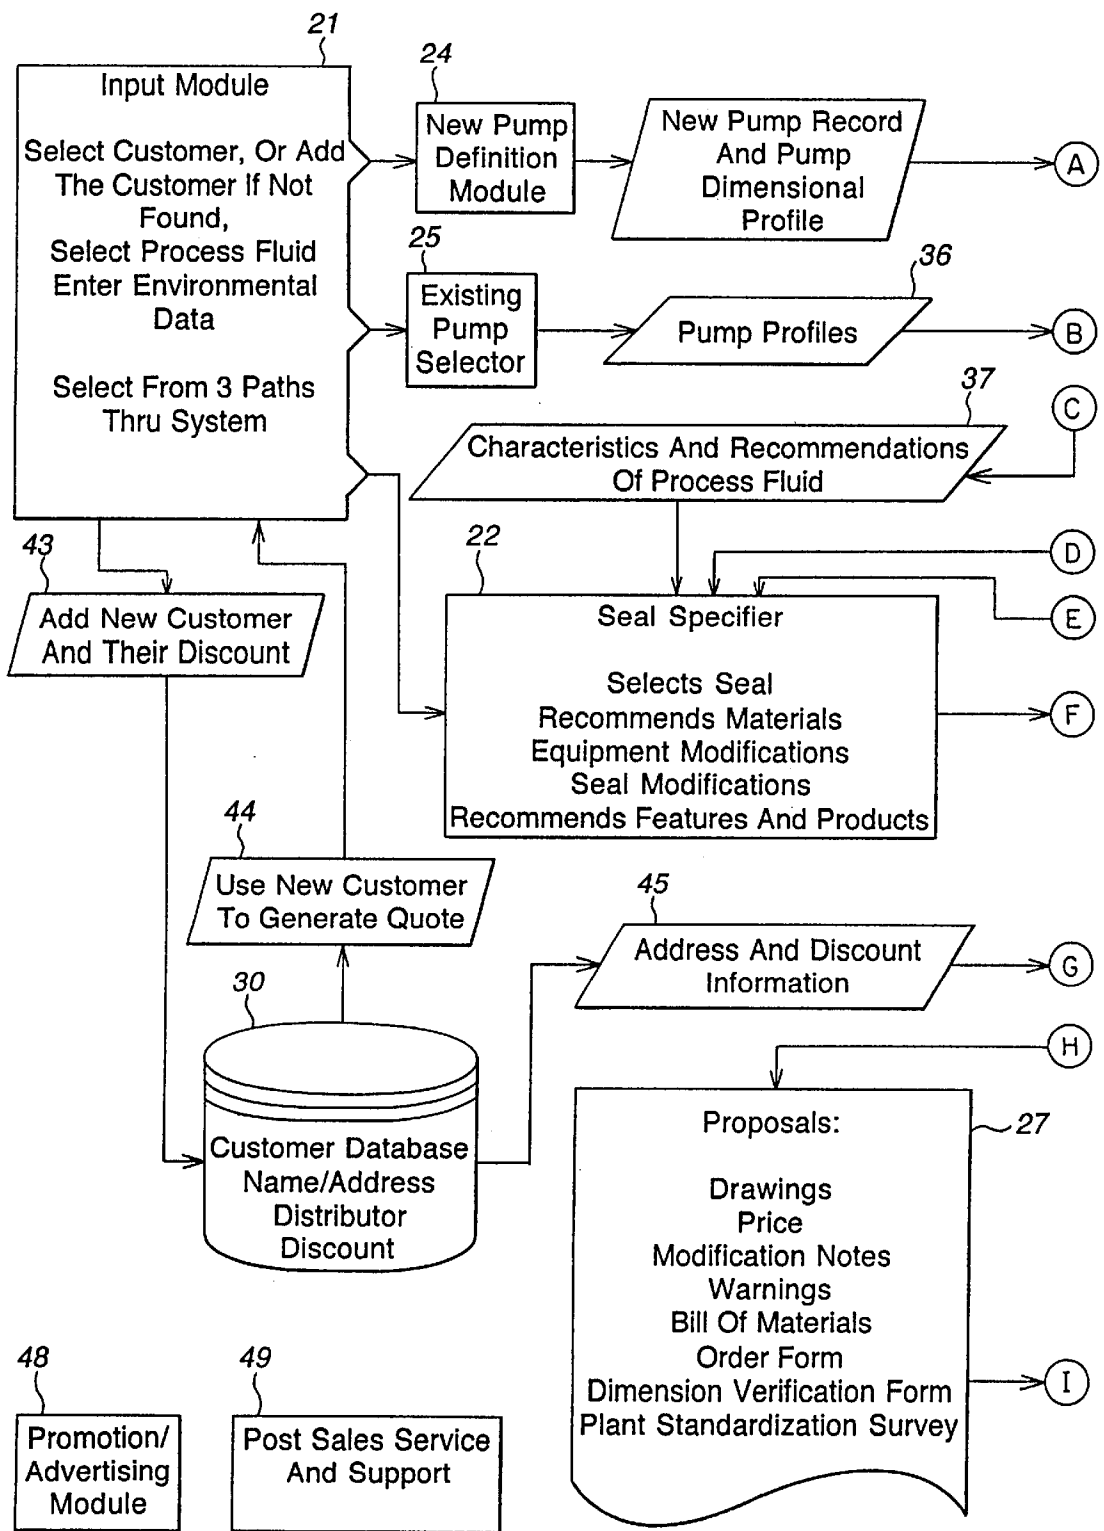 21
Input Module
Select Customer, Or Add
The Customer If Not
Found,
Select Process Fluid
Enter Environmental
Data
Select From 3 Paths
Thru System
24
New Pump
Definition
Module
New Pump Record
And Pump
Dimensional
Profile
A
25
Existing
Pump
Selector
36
Pump Profiles
B
37
Characteristics And Recommendations
Of Process Fluid
C
43
Add New Customer
And Their Discount
22
Seal Specifier
Selects Seal
Recommends Materials
Equipment Modifications
Seal Modifications
Recommends Features And Products
D
E
F
44
Use New Customer
To Generate Quote
45
Address And Discount
Information
G
30
Customer Database
Name/Address
Distributor
Discount
H
27
Proposals:
Drawings
Price
Modification Notes
Warnings
Bill Of Materials
Order Form
Dimension Verification Form
Plant Standardization Survey
I
48
Promotion/
Advertising
Module
49
Post Sales Service
And Support